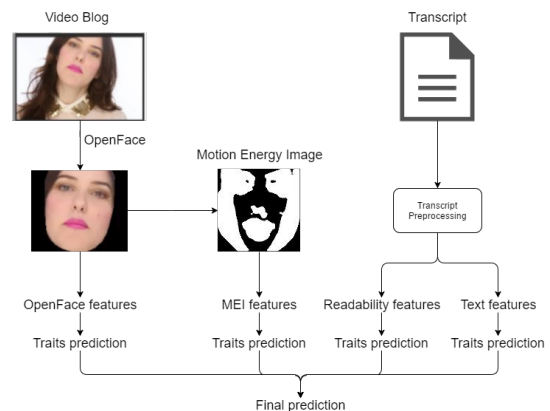 Video Blog
Transcript
OpenFace
Motion Energy Image
Transcript
Preprocessing
OpenFace features
MEI features
Readability features
Text features
Traits prediction
Traits prediction
Traits prediction
Traits prediction
Final prediction